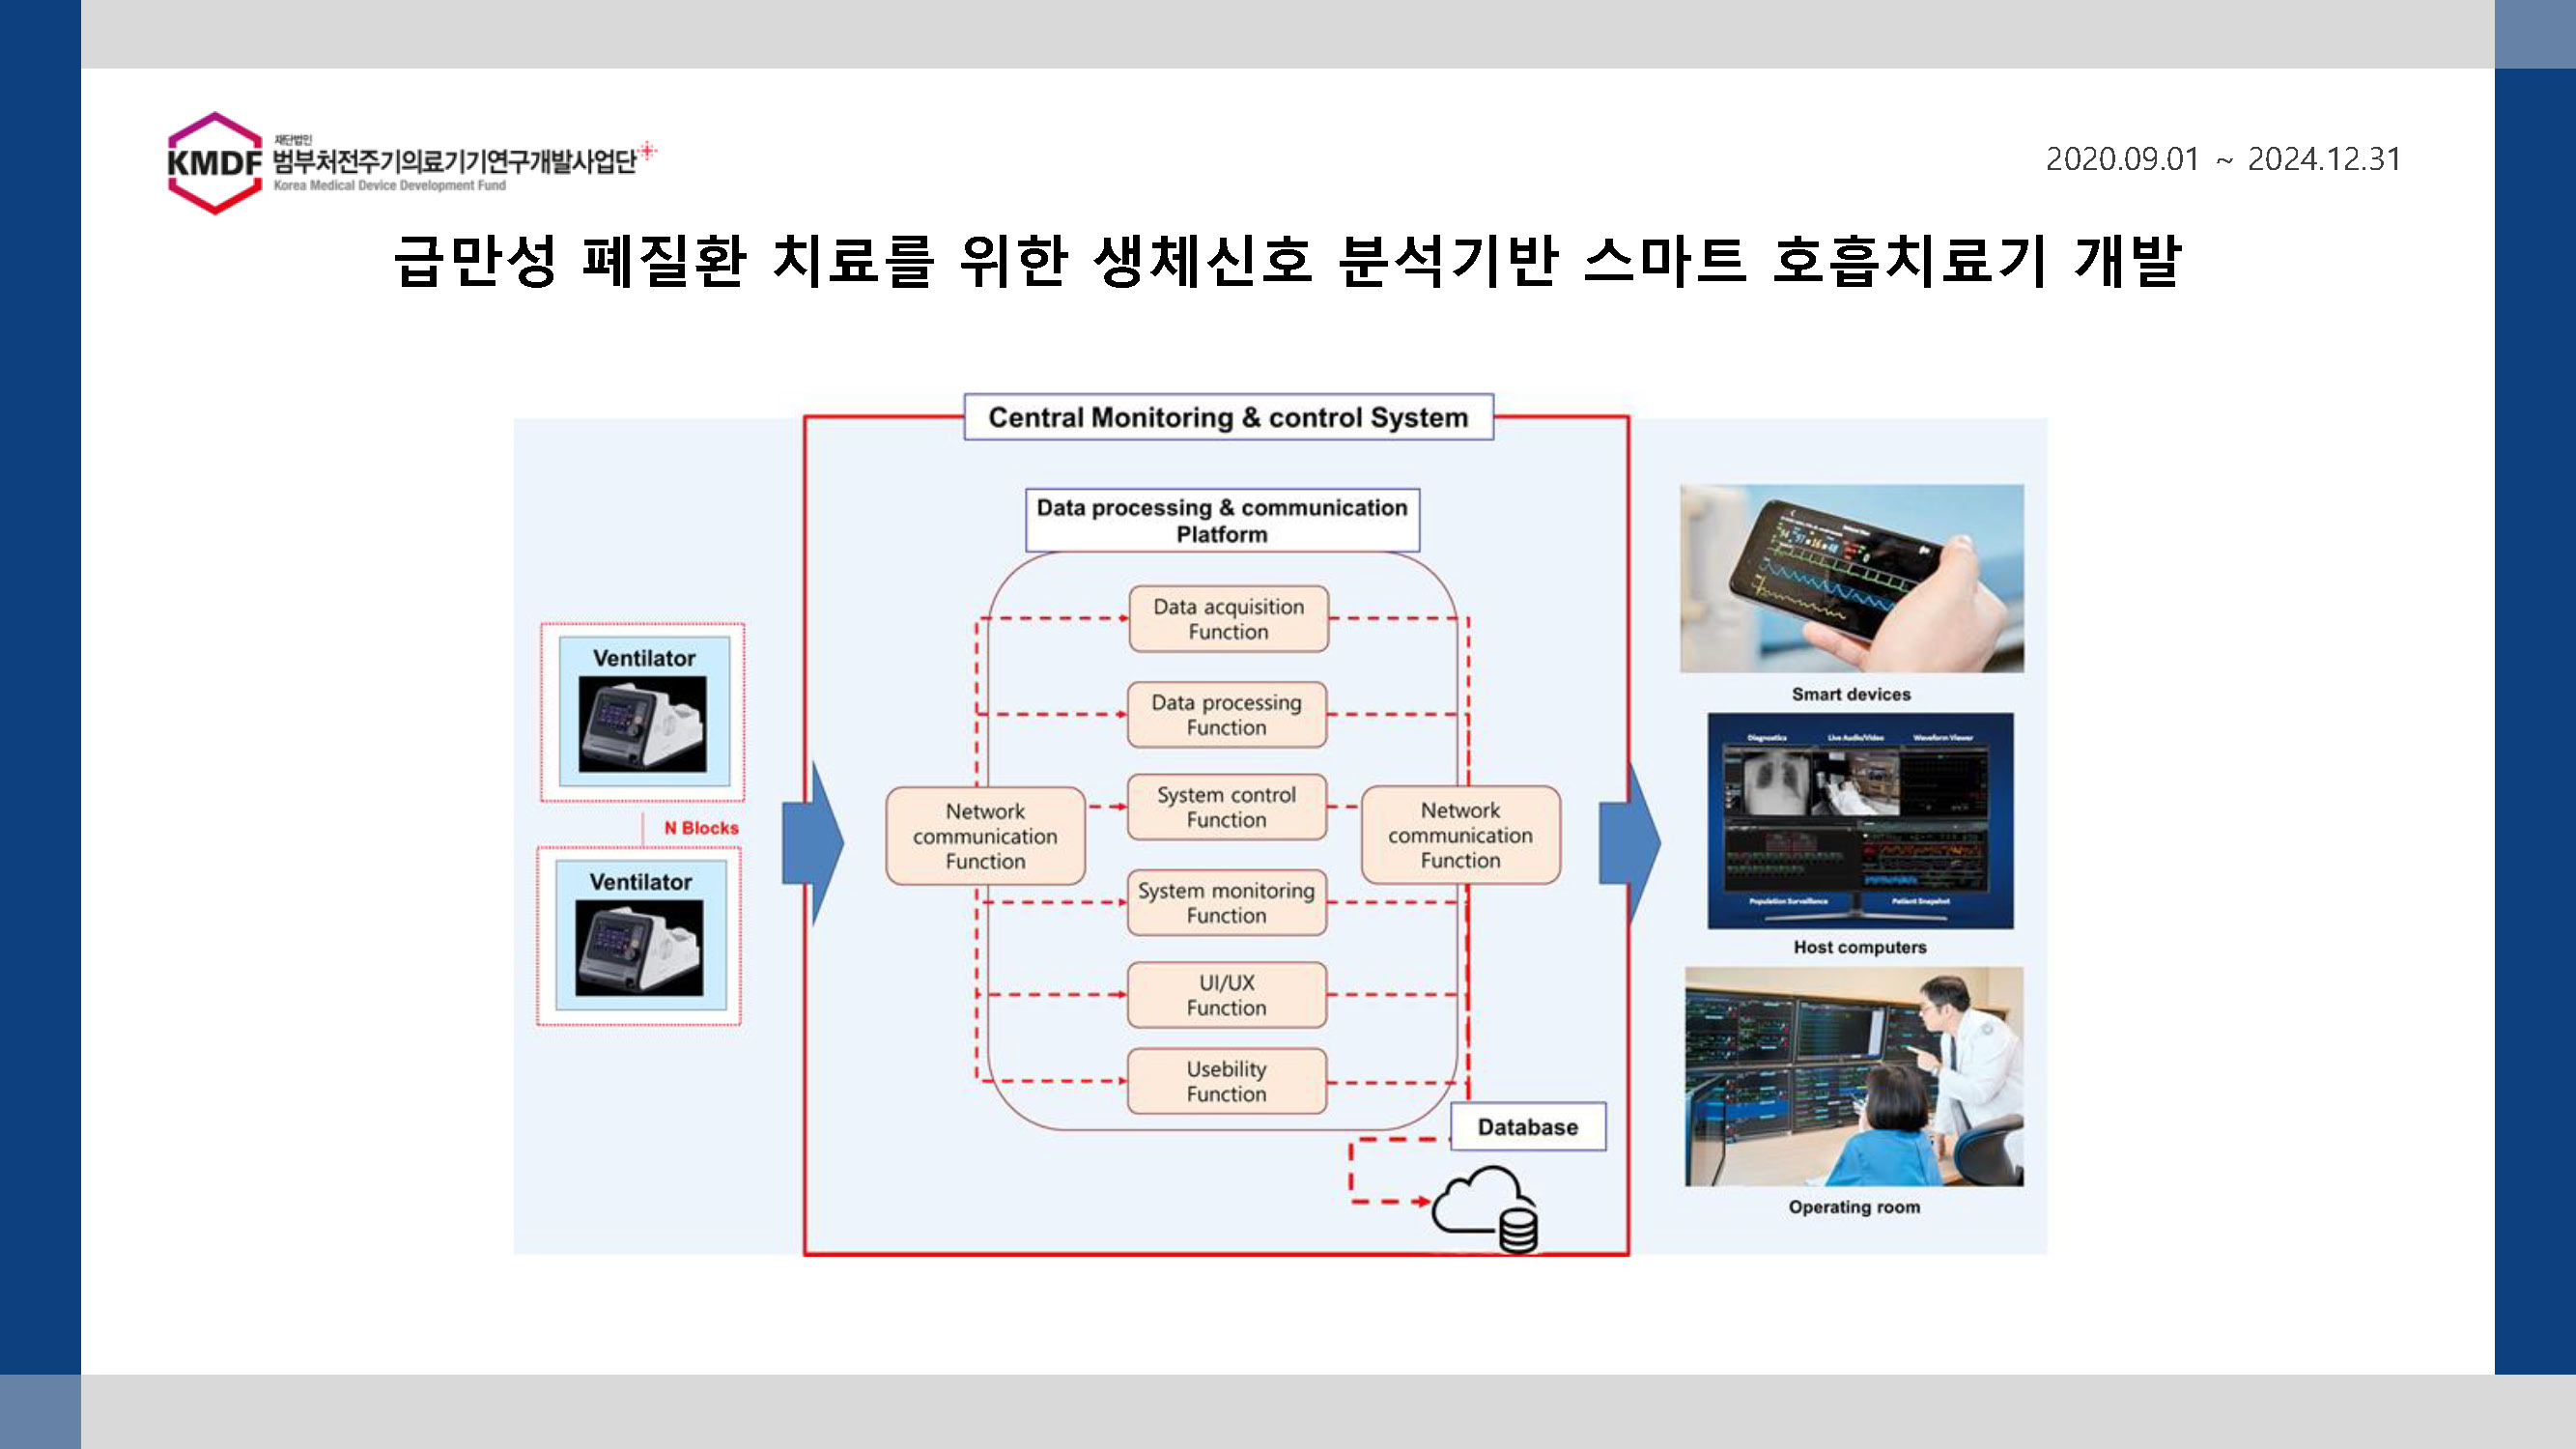 재단법인
KMDF 범부처전주기의료기기연구개발사업단
Korea Medical Device Development Fund
2020.09.01 ~ 2024.12.31
급만성 폐질환 치료를 위한 생체신호 분석기반 스마트 호흡치료기 개발
Central Monitoring & control System
Data processing & communication
Platform
Data acquisition
Function
Data processing
Function
System control
Function
System monitoring
Function
UI/UX
Function
Usebility
Function
Network
communication
Function
Network
communication
Function
Ventilator
N Blocks
Ventilator
Database
Smart devices
Diagnostics
Live Audio/Video
Waveform Viewer
Population Surveillance
Patient Snapshot
Host computers
Operating room